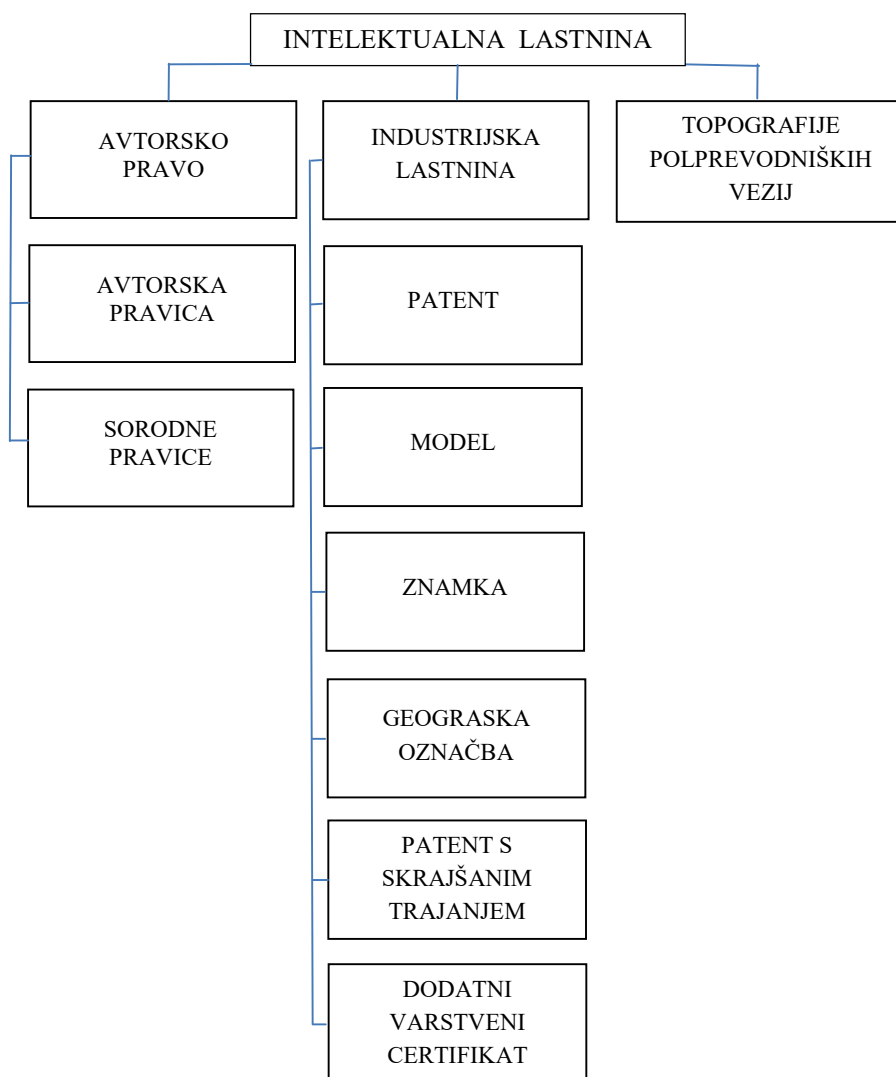 INTELEKTUALNA LASTNINA
AVTORSKO
PRAVO
AVTORSKA
PRAVICA
SORODNE
PRAVICE
INDUSTRIJSKA
LASTNINA
PATENT
MODEL
ZNAMKA
GEOGRASKA
OZNAČBA
PATENT S
SKRAJŠANIM
TRAJANJEM
DODATNI
VARSTVENI
CERTIFIKAT
TOPOGRAFIJE
POLPREVODNIŠKIH
VEZIJ